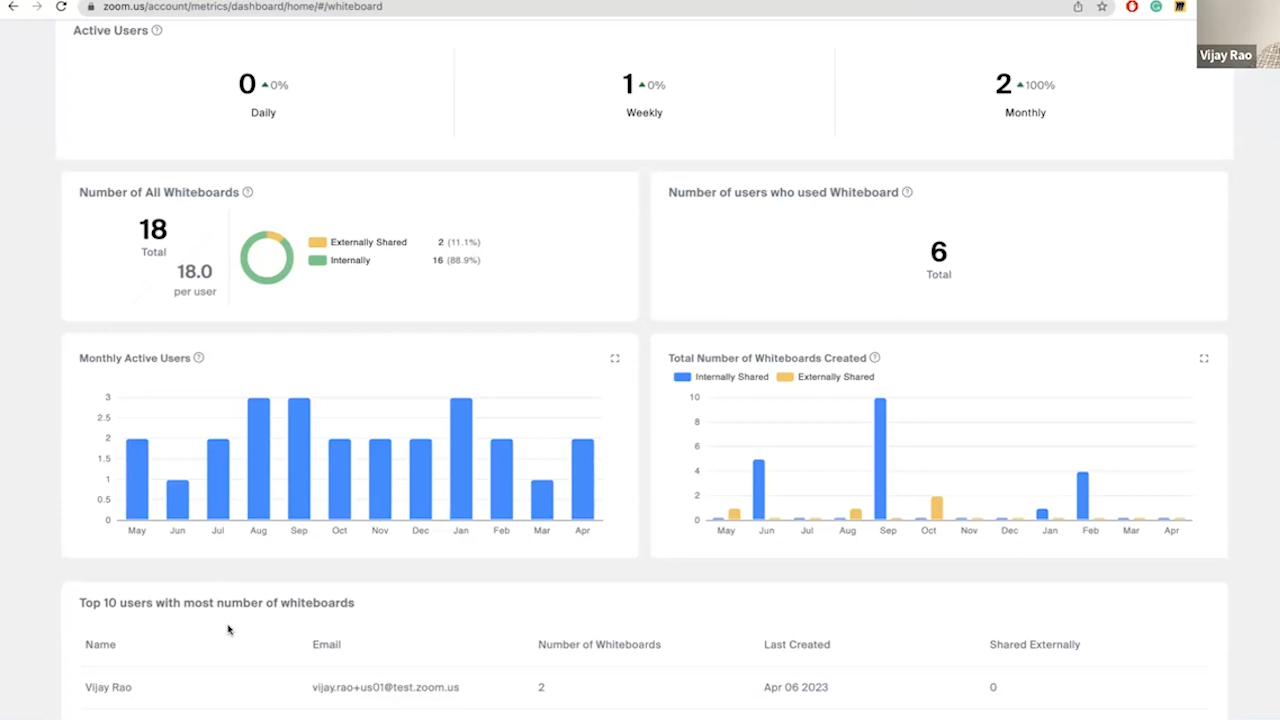 zoom.us/account/metrics/dashboard/home/#/whiteboard
Vijay Rao
Active Users
0 0%
Daily
1 0%
Weekly
2 100%
Monthly
Number of All Whiteboards
18
Total
18.0
per user
Externally Shared 2 (11.1%)
Internally 16 (88.9%)
Number of users who used Whiteboard
6
Total
Monthly Active Users
3
2.5
2
1.5
1
0.5
0
May Jun Jul Aug Sep Oct Nov Dec Jan Feb Mar Apr
Total Number of Whiteboards Created
Internally Shared Externally Shared
10
8
6
4
2
0
May Jun Jul Aug Sep Oct Nov Dec Jan Feb Mar Apr
Top 10 users with most number of whiteboards
Name Email Number of Whiteboards Last Created Shared Externally
Vijay Rao vijay.rao+us01@test.zoom.us 2 Apr 06 2023 0